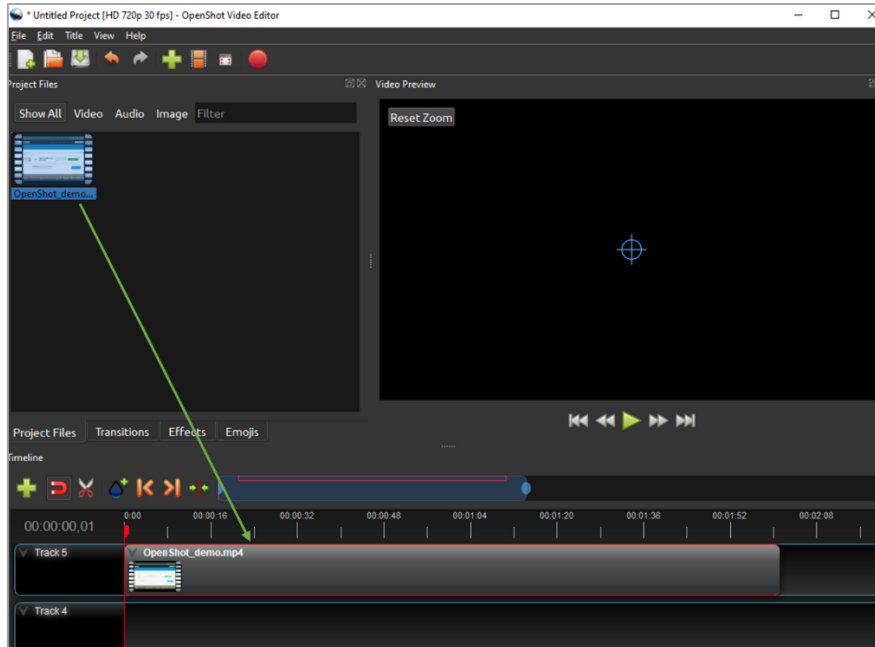 * Untitled Project [HD 720p 30 fps] - OpenShot Video Editor
File Edit Title View Help
Project Files
Video Preview
Show All Video Audio Image Filter
Reset Zoom
OpenShot_demo...
Project Files Transitions Effects Emojis
Timeline
0:00 00:00:16 00:00:32 00:00:48 00:01:04 00:01:20 00:01:36 00:01:52 00:02:08
00:00:00,01
Track 5
OpenShot_demo.mp4
Track 4